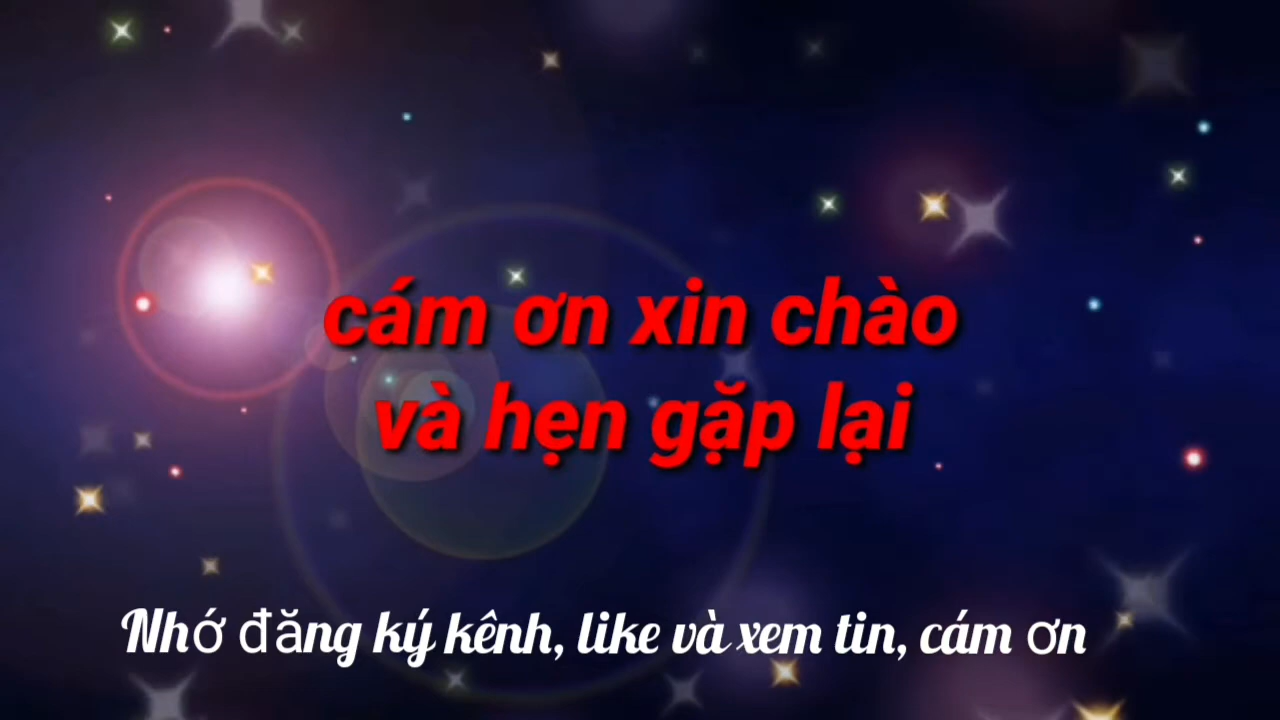 cám ơn xin chào
và hẹn gặp lại
Nhớ đăng ký kênh, like và xem tin, cám ơn